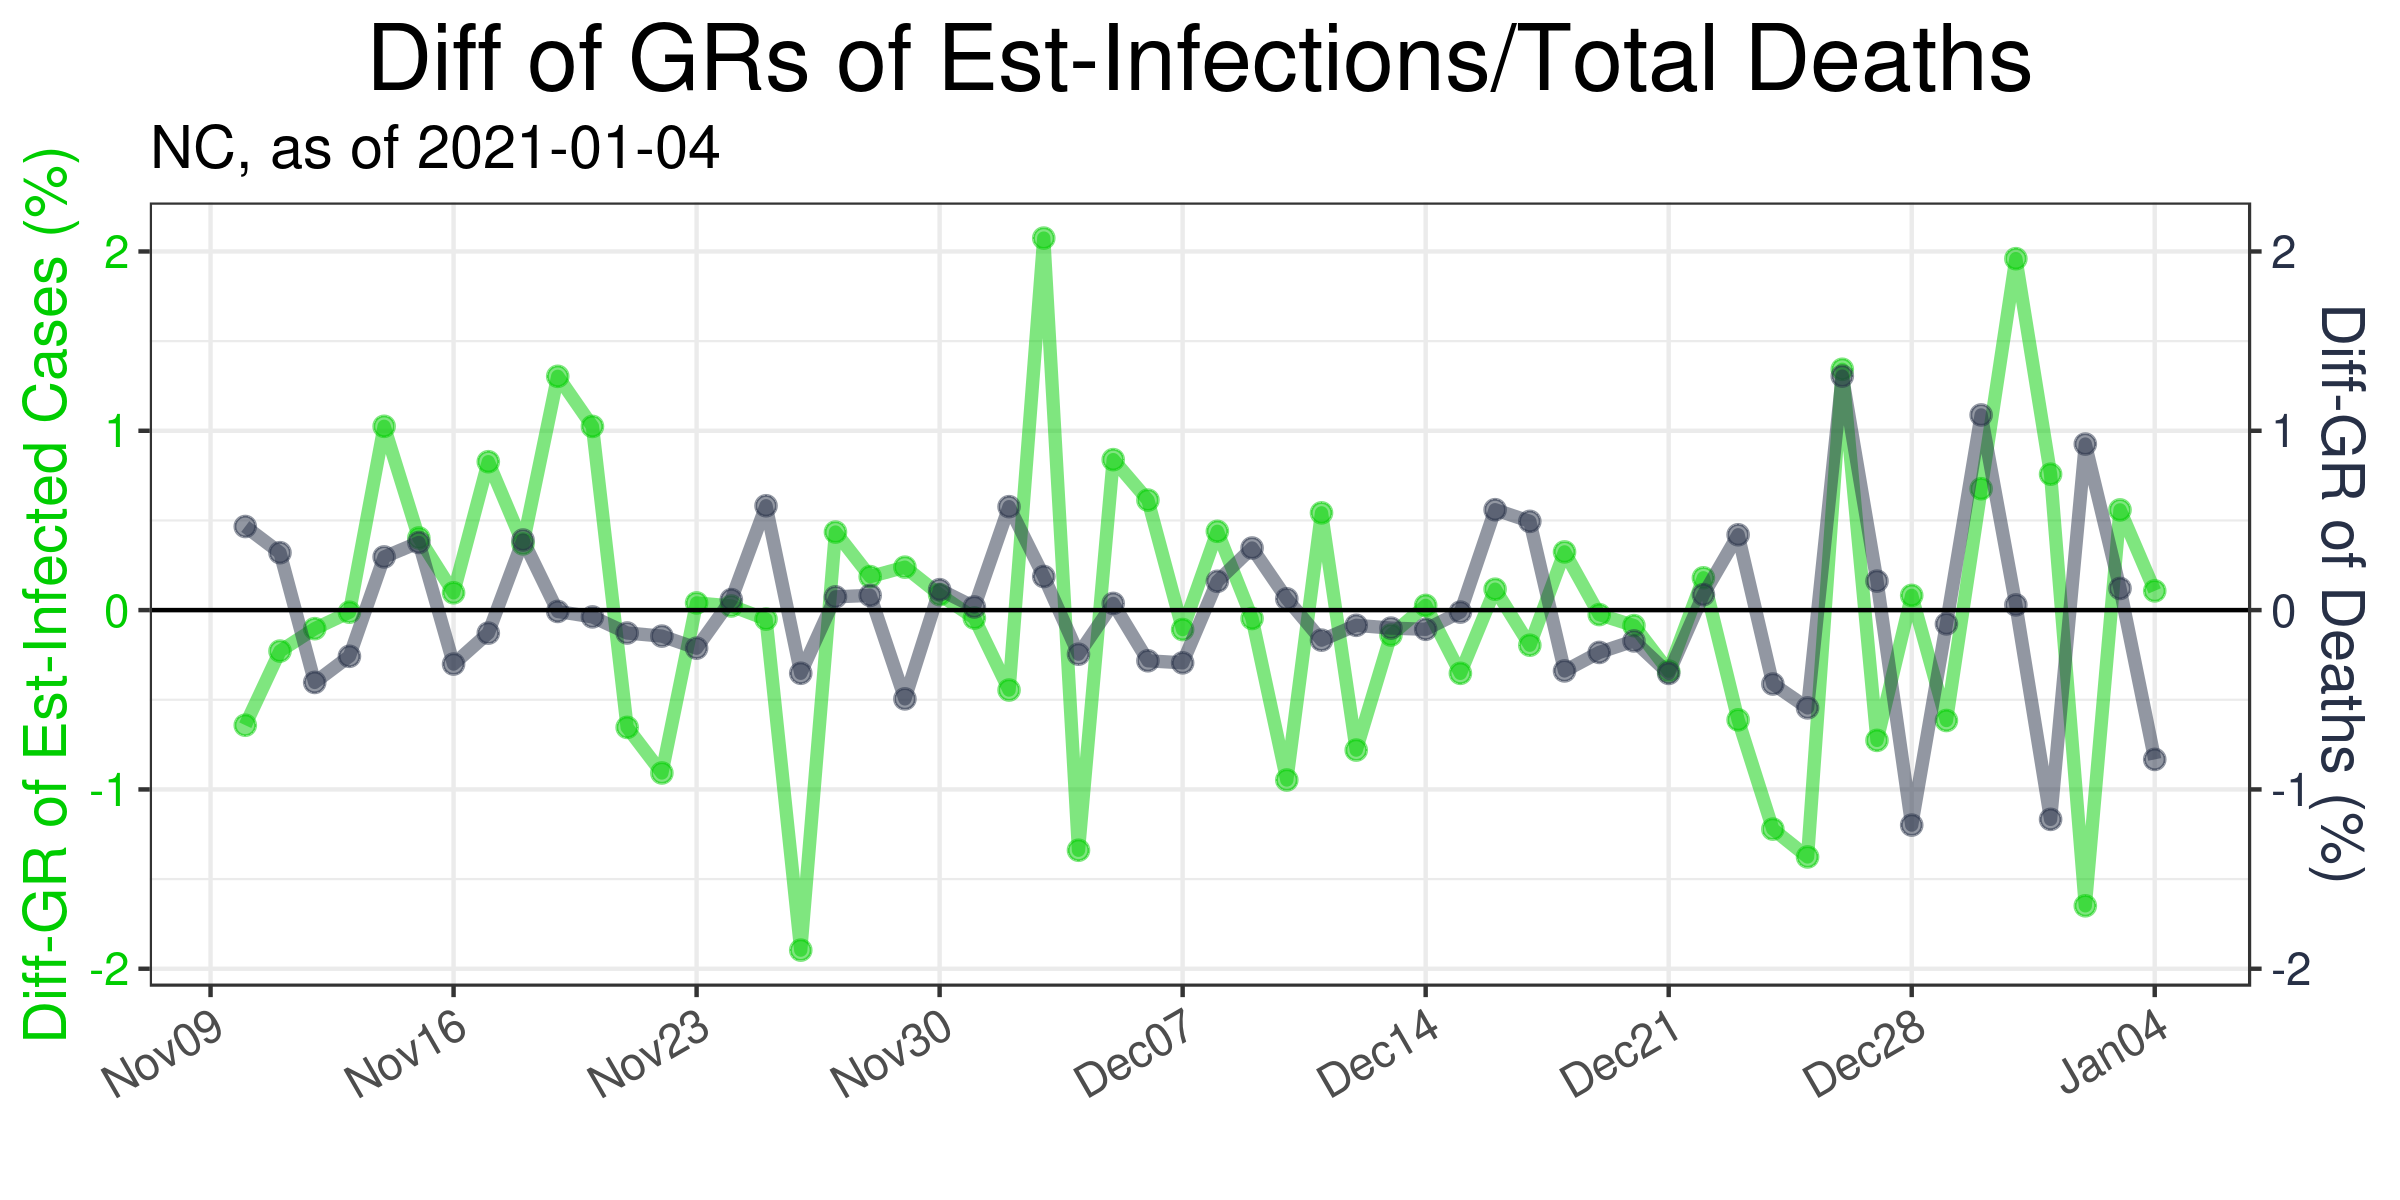 Diff of GRs of Est-Infections/Total Deaths
NC, as of 2021-01-04
Diff-GR of Est-Infected Cases (%)
2
1
0
-1
-2
2
1
0
-1
-2
Diff-GR of Deaths (%)
Nov09
Nov16
Nov23
Nov30
Dec07
Dec14
Dec21
Dec28
Jan04